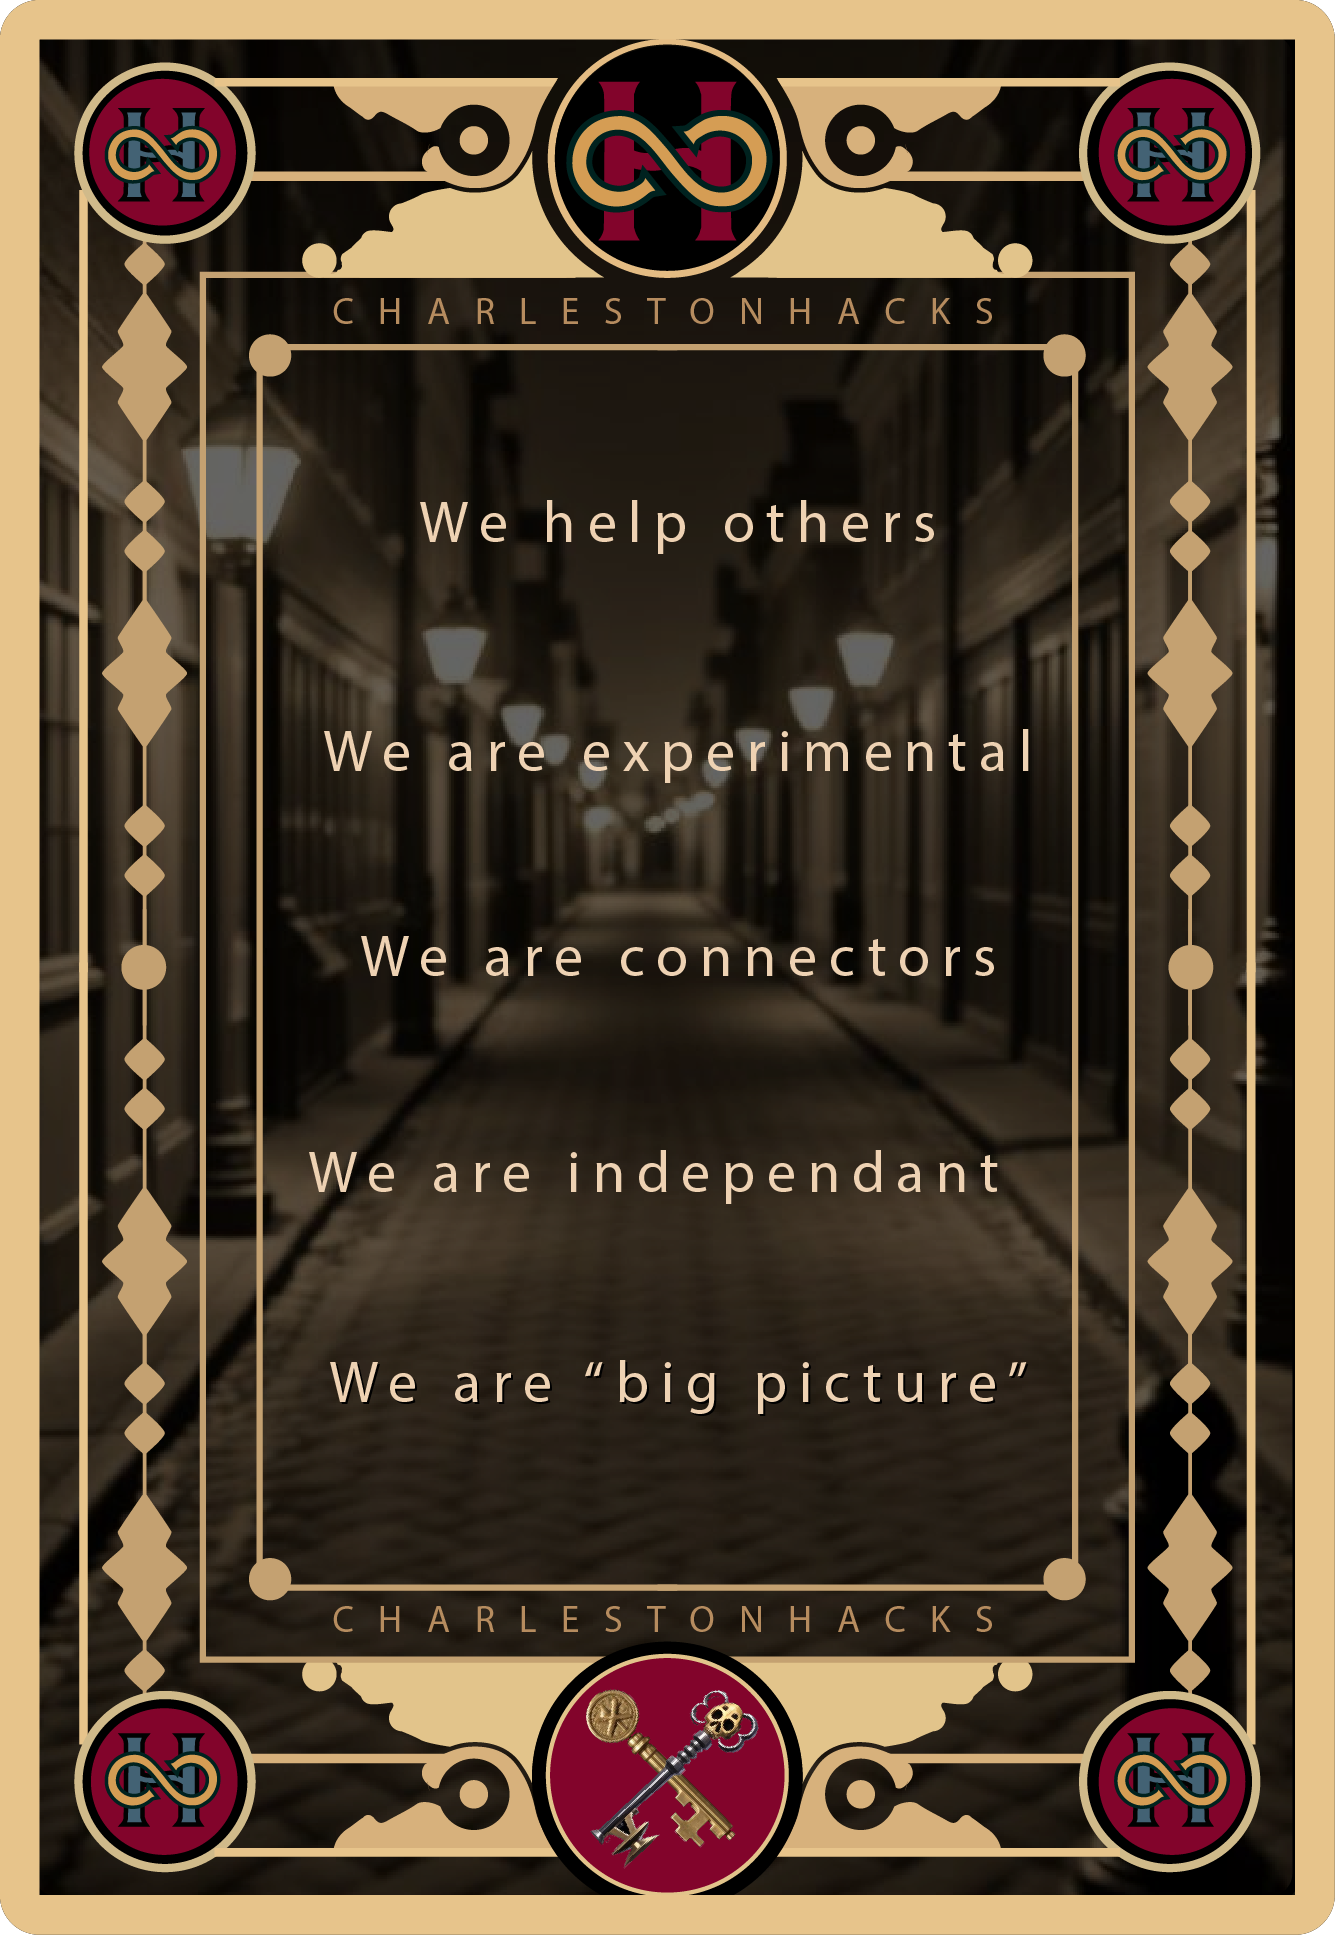 CHARLESTONHACKS
We help others
We are experimental
We are connectors
We are independant
We are “big picture”
CHARLESTONHACKS